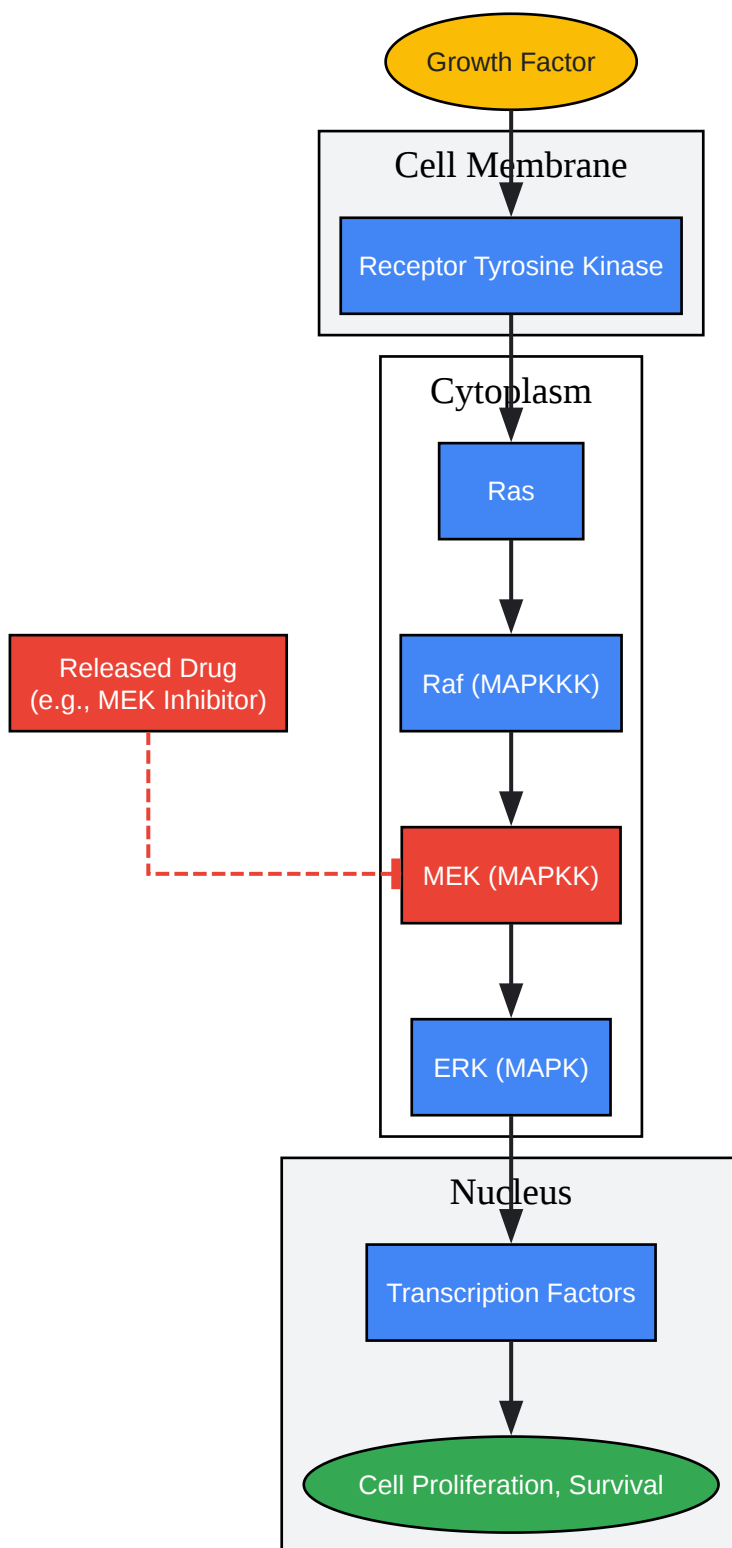 Growth Factor
Cell Membrane
Receptor Tyrosine Kinase
Cytoplasm
Ras
Released Drug
(e.g., MEK Inhibitor)
Raf (MAPKKK)
MEK (MAPKK)
ERK (MAPK)
Nucleus
Transcription Factors
Cell Proliferation, Survival